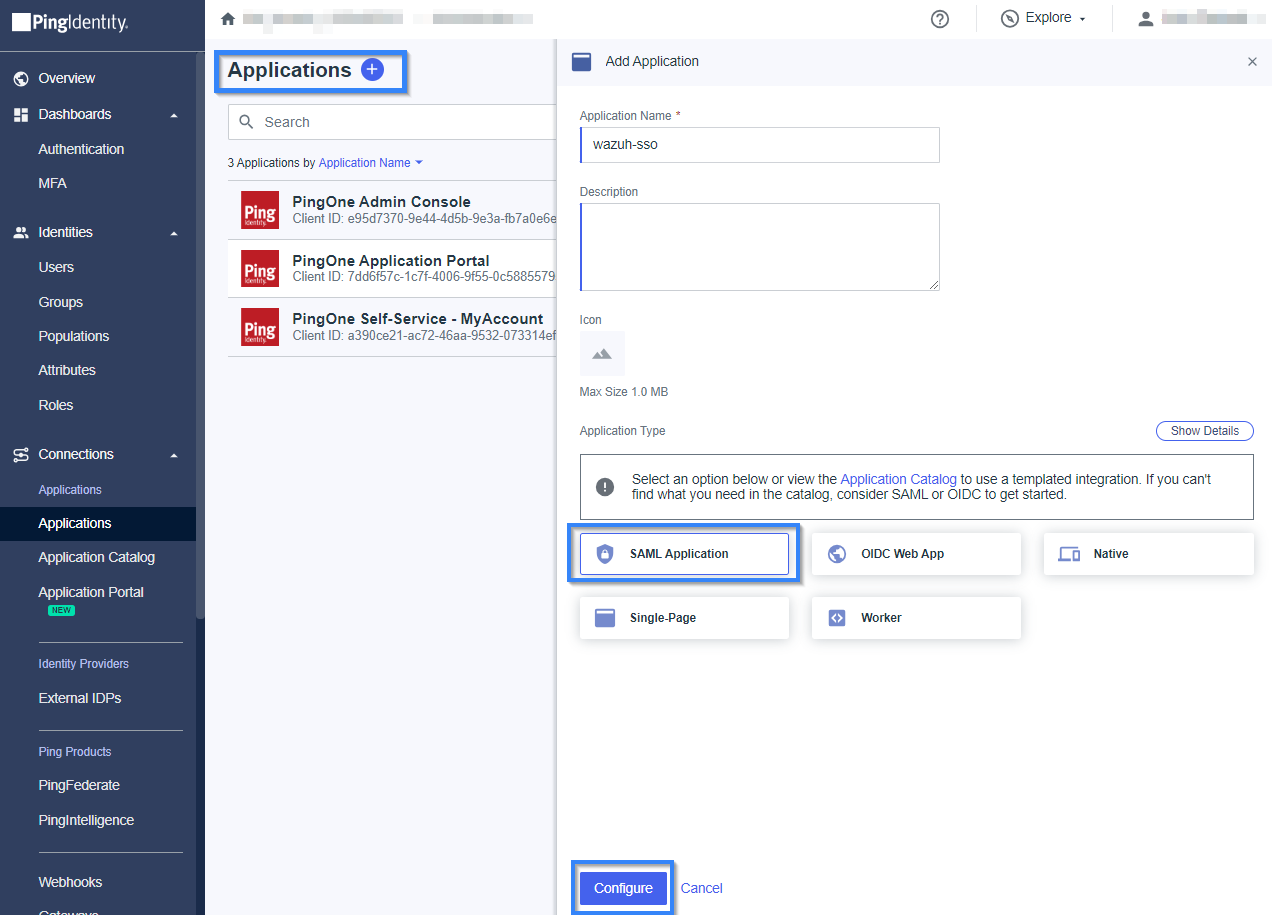 PingIdentity.
Explore
Overview
Dashboards
Authentication
MFA
Identities
Users
Groups
Populations
Attributes
Roles
Connections
Applications
Applications
Application Catalog
Application Portal
NEW
Identity Providers
External IDPs
Ping Products
PingFederate
PingIntelligence
Webhooks
Gateways
Applications
Search
3 Applications by Application Name
Ping
Identity.
PingOne Admin Console
Client ID: e95d7370-9e44-4d5b-9e3a-fb7a0e6e
Ping
Identity.
PingOne Application Portal
Client ID: 7dd6f57c-1c7f-4006-9f55-0c5885579
Ping
Identity.
PingOne Self-Service - MyAccount
Client ID: a390ce21-ac72-46aa-9532-073314ef
Add Application
Application Name *
wazuh-sso
Description
Icon
Max Size 1.0 MB
Application Type
Show Details
Select an option below or view the Application Catalog to use a templated integration. If you can't
find what you need in the catalog, consider SAML or OIDC to get started.
SAML Application
OIDC Web App
Native
Single-Page
Worker
Configure
Cancel